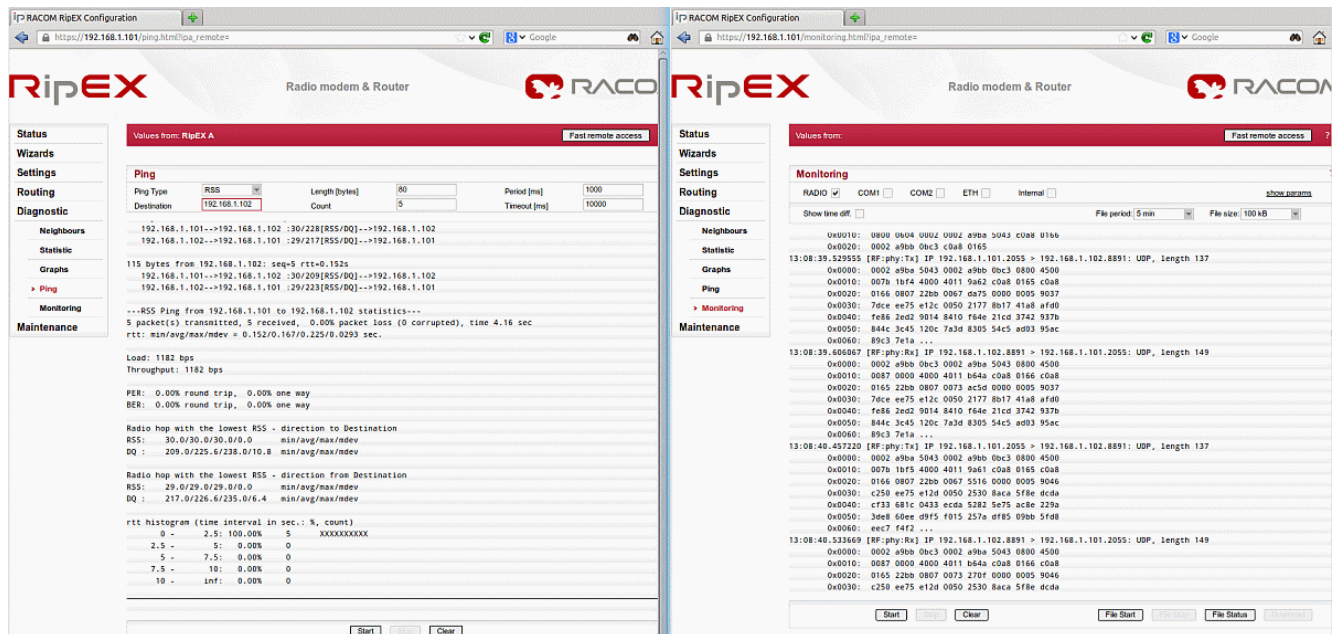 RACOM RipEX Configuration
https://192.168.1.101/ping.html?ipa_remote=
Google
RipEX
Radio modem & Router
RACO
Status
Wizards
Settings
Routing
Diagnostic
Neighbours
Statistic
Graphs
Ping
Monitoring
Maintenance
Values from: RipEX A
Fast remote access
Ping
Ping Type RSS Length [bytes] 80 Period [ms] 1000
Destination 192.168.1.102 Count 5 Timeout [ms] 10000
192.168.1.101-->192.168.1.102 :30/228[RSS/DQ]-->192.168.1.102
192.168.1.102-->192.168.1.101 :29/217[RSS/DQ]-->192.168.1.101
115 bytes from 192.168.1.102: seq=5 rtt=0.152s
192.168.1.101-->192.168.1.102 :30/209[RSS/DQ]-->192.168.1.102
192.168.1.102-->192.168.1.101 :29/223[RSS/DQ]-->192.168.1.101
---RSS Ping from 192.168.1.101 to 192.168.1.102 statistics---
5 packet(s) transmitted, 5 received, 0.00% packet loss (0 corrupted), time 4.16 sec
rtt: min/avg/max/mdev = 0.152/0.167/0.225/0.0293 sec.
Load: 1182 bps
Throughput: 1182 bps
PER: 0.00% round trip, 0.00% one way
BER: 0.00% round trip, 0.00% one way
Radio hop with the lowest RSS - direction to Destination
RSS: 30.0/30.0/30.0/0.0 min/avg/max/mdev
DQ : 209.0/225.6/238.0/10.8 min/avg/max/mdev
Radio hop with the lowest RSS - direction from Destination
RSS: 29.0/29.0/29.0/0.0 min/avg/max/mdev
DQ : 217.0/226.6/235.0/6.4 min/avg/max/mdev
rtt histogram (time interval in sec.: %, count)
0 - 2.5: 100.00% 5 XXXXXXXXXX
2.5 - 5: 0.00% 0
5 - 7.5: 0.00% 0
7.5 - 10: 0.00% 0
10 - inf: 0.00% 0
Start Stop Clear
RACOM RipEX Configuration
https://192.168.1.101/monitoring.html?ipa_remote=
Google
RipEX
Radio modem & Router
RACOM
Status
Wizards
Settings
Routing
Diagnostic
Neighbours
Statistic
Graphs
Ping
Monitoring
Maintenance
Values from:
Fast remote access ?
Monitoring
RADIO COM1 COM2 ETH Internal show params
Show time diff. File period: 5 min File size: 100 kB
0x0010: 0800 0604 0002 0002 a9ba 5043 c0a8 0166
0x0020: 0002 a9bb 0bc3 c0a8 0165
13:08:39.529555 [RF:phy:Tx] IP 192.168.1.101.2055 > 192.168.1.102.8891: UDP, length 137
0x0000: 0002 a9ba 5043 0002 a9bb 0bc3 0800 4500
0x0010: 007b 1bf4 4000 4011 9a62 c0a8 0165 c0a8
0x0020: 0166 0807 22bb 0067 da75 0000 0005 9037
0x0030: 7dce ee75 e12c 0050 2177 8b17 41a8 afd0
0x0040: fe86 2ed2 9014 8410 f64e 21cd 3742 937b
0x0050: 844c 3c45 120c 7a3d 8305 54c5 ad03 95ac
0x0060: 89c3 7e1a ...
13:08:39.606067 [RF:phy:Rx] IP 192.168.1.102.8891 > 192.168.1.101.2055: UDP, length 149
0x0000: 0002 a9bb 0bc3 0002 a9ba 5043 0800 4500
0x0010: 0087 0000 4000 4011 b64a c0a8 0166 c0a8
0x0020: 0165 22bb 0807 0073 ac5d 0000 0005 9037
0x0030: 7dce ee75 e12c 0050 2177 8b17 41a8 afd0
0x0040: fe86 2ed2 9014 8410 f64e 21cd 3742 937b
0x0050: 844c 3c45 120c 7a3d 8305 54c5 ad03 95ac
0x0060: 89c3 7e1a ...
13:08:40.457220 [RF:phy:Tx] IP 192.168.1.101.2055 > 192.168.1.102.8891: UDP, length 137
0x0000: 0002 a9ba 5043 0002 a9bb 0bc3 0800 4500
0x0010: 007b 1bf5 4000 4011 9a61 c0a8 0165 c0a8
0x0020: 0166 0807 22bb 0067 5516 0000 0005 9046
0x0030: c250 ee75 e12d 0050 2530 8aca 5f8e dcda
0x0040: cf33 681c 0433 ecda 5282 5e75 ac8e 229a
0x0050: 3de8 60ee d9f5 f015 257a df85 09bb 5fd8
0x0060: eec7 f4f2 ...
13:08:40.533669 [RF:phy:Rx] IP 192.168.1.102.8891 > 192.168.1.101.2055: UDP, length 149
0x0000: 0002 a9bb 0bc3 0002 a9ba 5043 0800 4500
0x0010: 0087 0000 4000 4011 b64a c0a8 0166 c0a8
0x0020: 0165 22bb 0807 0073 270f 0000 0005 9046
0x0030: c250 ee75 e12d 0050 2530 8aca 5f8e dcda
Start Stop Clear File Start File Stop File Status Download